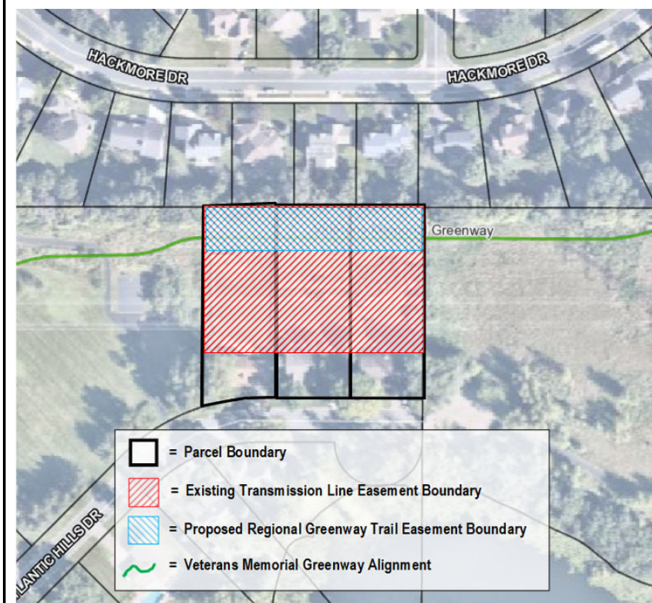 HACKMORE DR
HACKMORE DR
Greenway
= Parcel Boundary
= Existing Transmission Line Easement Boundary
= Proposed Regional Greenway Trail Easement Boundary
= Veterans Memorial Greenway Alignment
TLANTIC HILLS DR